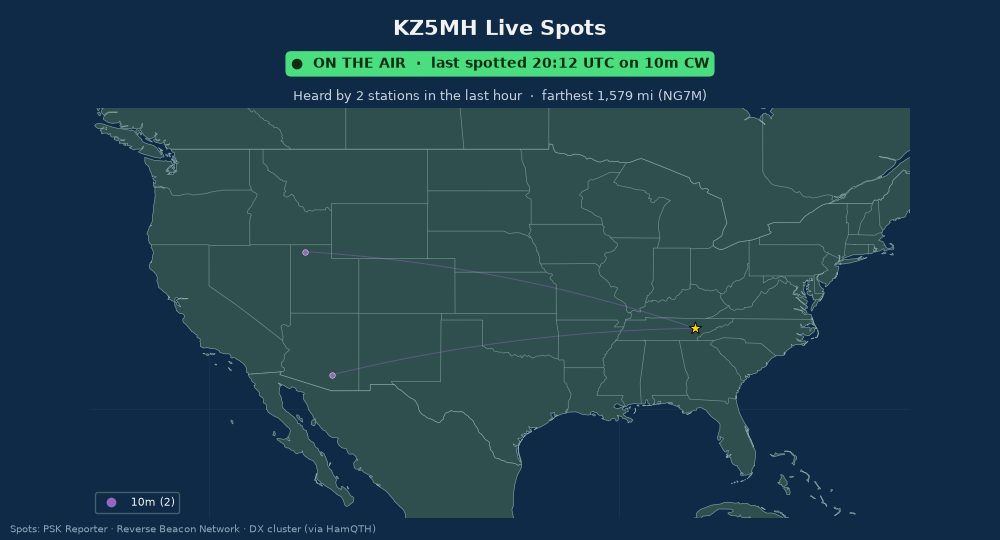 KZ5MH Live Spots
● ON THE AIR · last spotted 20:12 UTC on 10m CW
Heard by 2 stations in the last hour · farthest 1,579 mi (NG7M)
10m (2)
Spots: PSK Reporter · Reverse Beacon Network · DX cluster (via HamQTH)